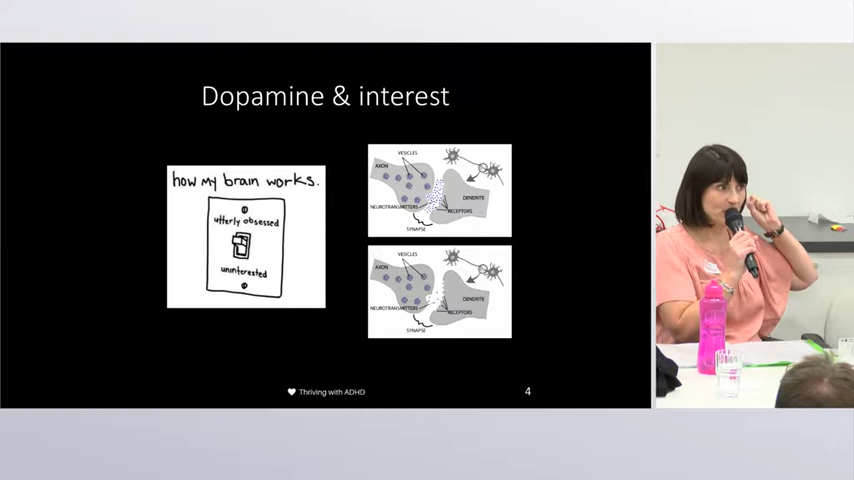 Dopamine & interest
how my brain works.
utterly obsessed
uninterested
VESICLES
AXON
DENDRITE
NEUROTRANSMITTERS
RECEPTORS
SYNAPSE
VESICLES
AXON
DENDRITE
NEUROTRANSMITTERS
RECEPTORS
SYNAPSE
Thriving with ADHD
4